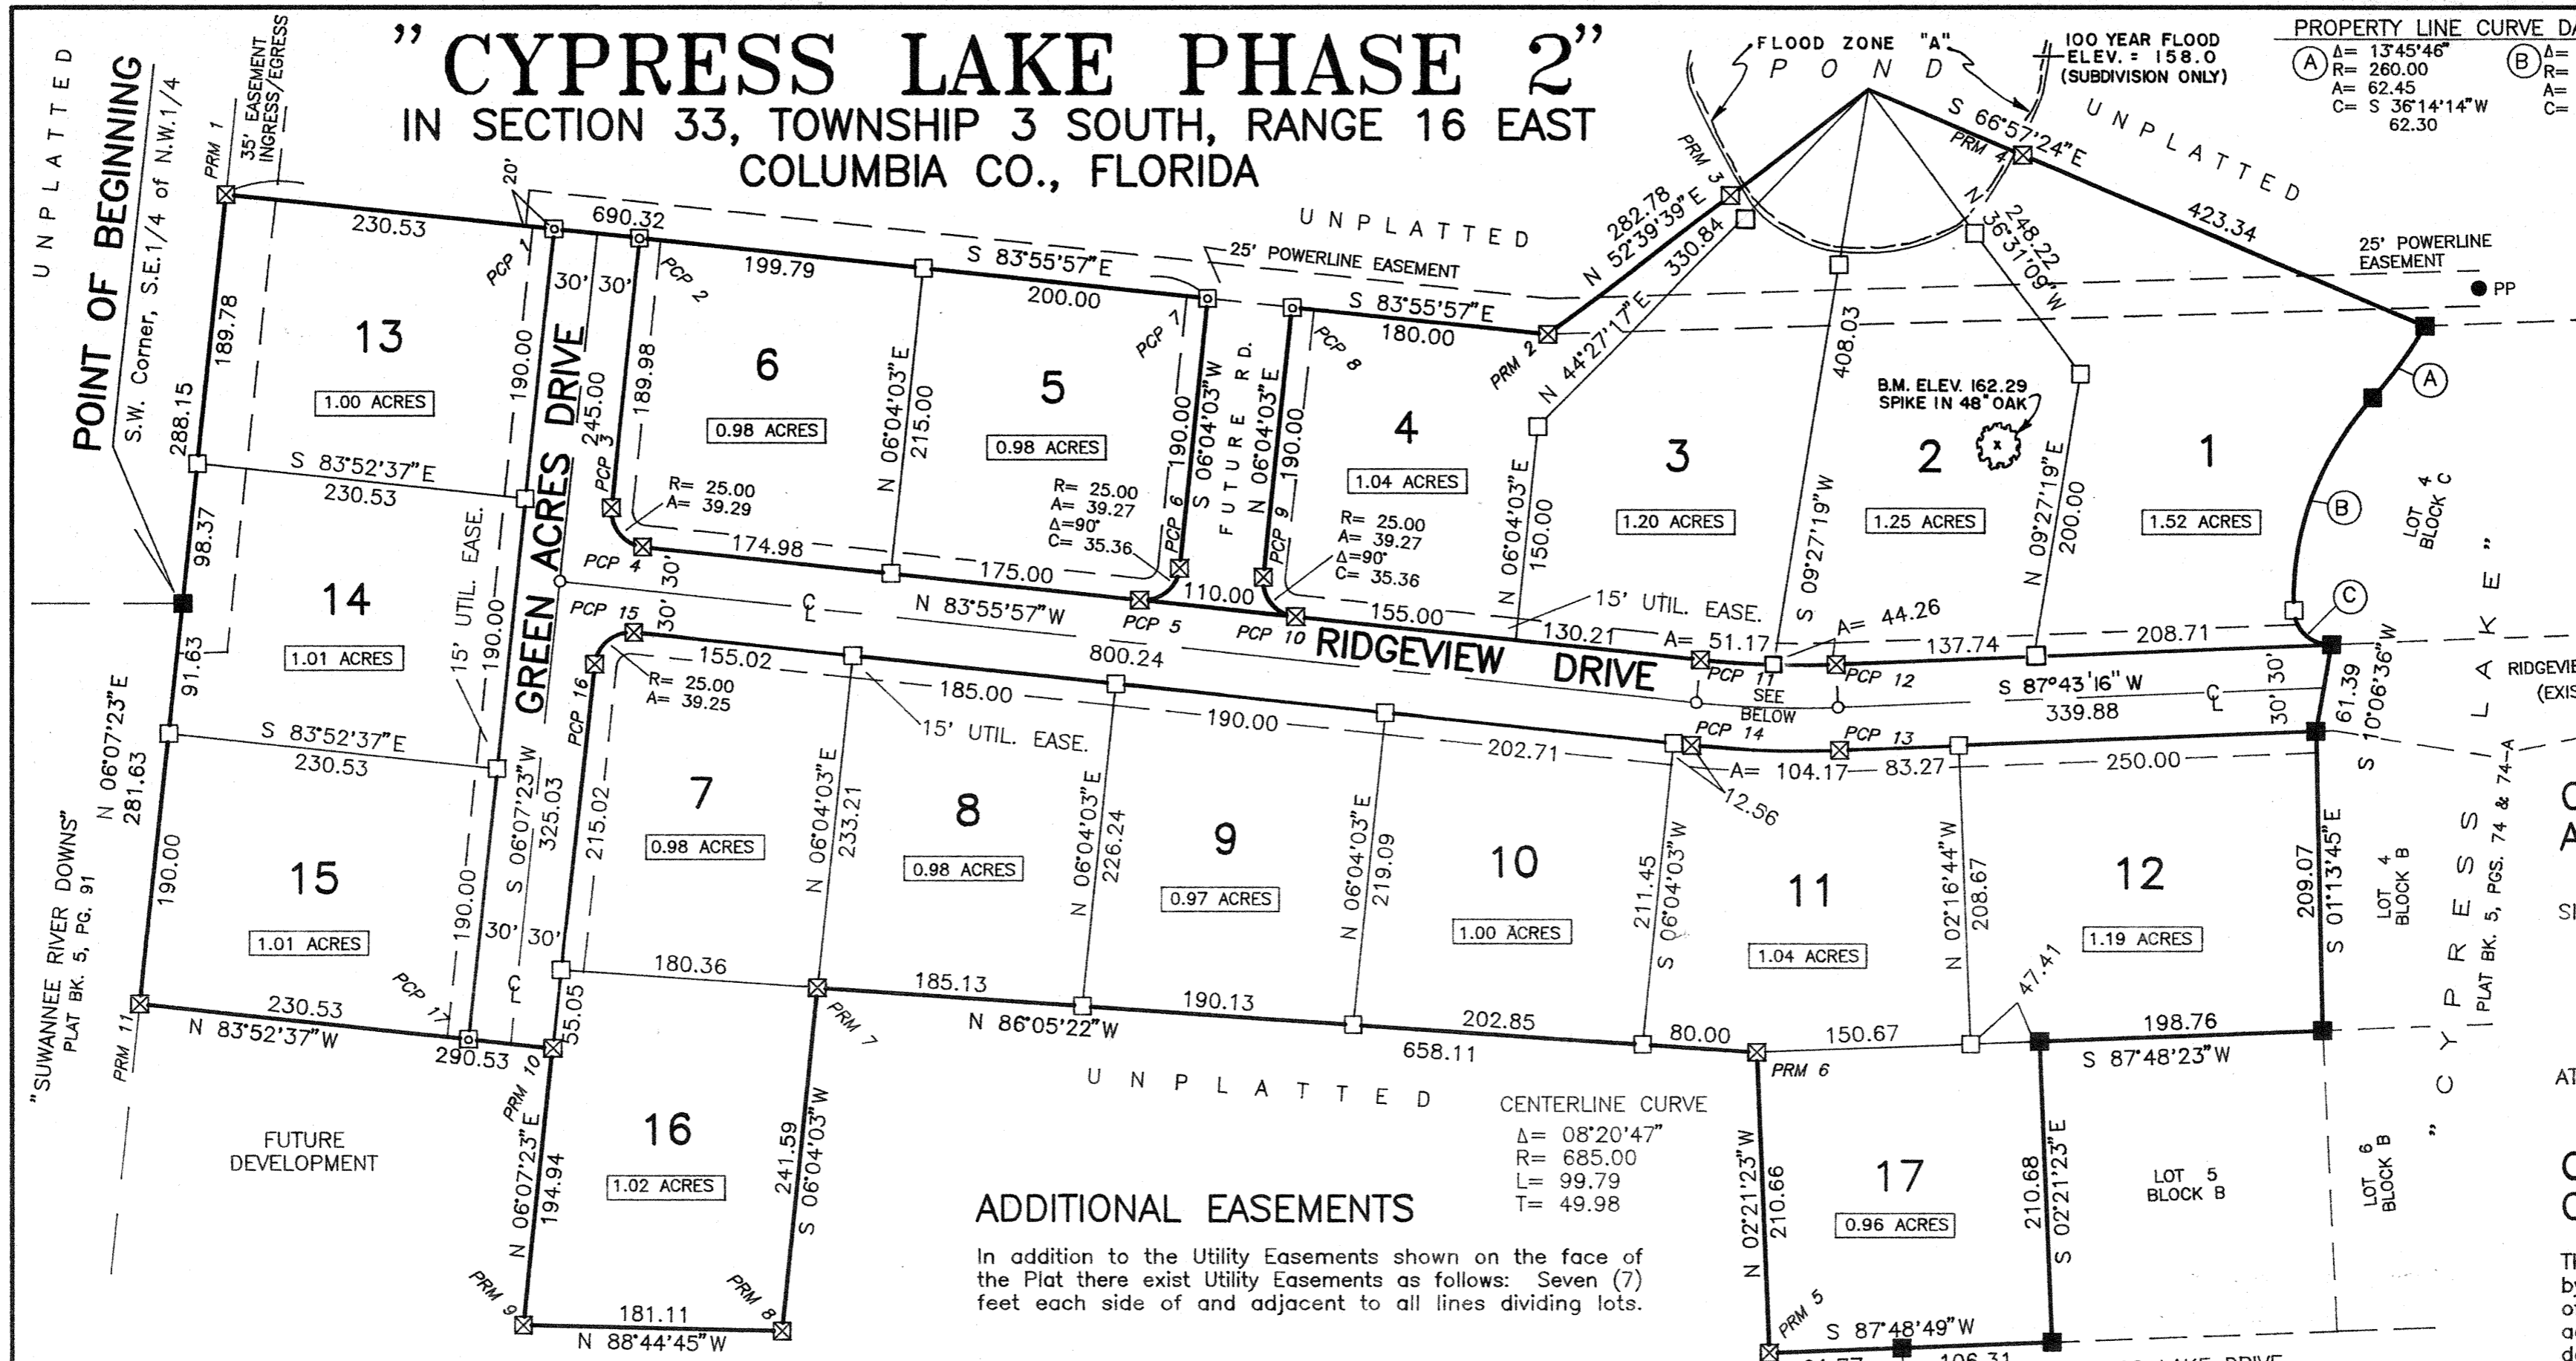 "CYPRESS LAKE PHASE 2"
IN SECTION 33, TOWNSHIP 3 SOUTH, RANGE 16 EAST
COLUMBIA CO., FLORIDA
UNPLATTED
POINT OF BEGINNING
S.W. Corner, S.E.1/4 of N.W.1/4
PRM 1
35' EASEMENT
INGRESS/EGRESS
FLOOD ZONE "A"
POND
100 YEAR FLOOD
ELEV. = 158.0
(SUBDIVISION ONLY)
PROPERTY LINE CURVE
A
Δ= 13°45'46"
R= 260.00
A= 62.45
C= S 36°14'14"W
62.30
B
Δ=
R=
A=
C=
UNPLATTED
S 66°57'24"E
PRM 4
423.34
25' POWERLINE
EASEMENT
PP
230.53
20'
690.32
PCP 1
30' 30'
PCP 2
199.79
S 83°55'57"E
200.00
25' POWERLINE EASEMENT
UNPLATTED
S 83°55'57"E
180.00
PRM 2
PRM 3
282.78
N 52°39'39"E
330.84
N 44°27'17"E
408.03
248.22
N 36°31'09"W
B.M. ELEV. 162.29
SPIKE IN 48" OAK
x
189.78
288.15
13
1.00 ACRES
S 83°52'37"E
230.53
190.00
GREEN ACRES DRIVE
245.00
189.98
PCP 3
6
0.98 ACRES
R= 25.00
A= 39.29
N 06°04'03"E
215.00
5
0.98 ACRES
R= 25.00
A= 39.27
Δ=90°
C= 35.36
PCP 7
PCP 6
190.00
S 06°04'03"W
FUTURE RD.
N 06°04'03"E
190.00
PCP 8
PCP 9
4
1.04 ACRES
R= 25.00
A= 39.27
Δ=90°
C= 35.36
N 06°04'03"E
150.00
3
1.20 ACRES
S 09°27'19"W
2
1.25 ACRES
N 09°27'19"E
200.00
1
1.52 ACRES
A
B
C
LOT 4
BLOCK C
98.37
91.63
14
1.01 ACRES
15' UTIL. EASE.
190.00
PCP 4
174.98
30'
30'
175.00
PCP 5
110.00
PCP 10
155.00
15' UTIL. EASE.
130.21
A= 51.17
A= 44.26
137.74
208.71
PCP 15
CL
N 83°55'57"W
800.24
RIDGEVIEW DRIVE
PCP 11
SEE
BELOW
PCP 12
S 87°43'16"W
339.88
CL
30' 30'
61.39
S 10°06'36"W
PCP 16
R= 25.00
A= 39.25
155.02
185.00
15' UTIL. EASE.
190.00
202.71
PCP 14
PCP 13
A= 104.17
83.27
250.00
12.56
N 06°07'23"E
281.63
S 83°52'37"E
230.53
S 06°07'23"W
325.03
215.02
"SUWANNEE RIVER DOWNS"
PLAT BK. 5, PG. 91
190.00
15
1.01 ACRES
190.00
PCP 17
30' 30'
CL
7
0.98 ACRES
N 06°04'03"E
233.21
8
0.98 ACRES
N 06°04'03"E
226.24
9
0.97 ACRES
N 06°04'03"E
219.09
10
1.00 ACRES
211.45
S 06°04'03"W
11
1.04 ACRES
N 02°16'44"W
208.67
12
1.19 ACRES
209.07
S 01°13'45"E
LOT 4
BLOCK B
"CYPRESS LAKE"
PLAT BK. 5, PGS. 74 & 74-A
PRM 11
230.53
N 83°52'37"W
290.53
55.05
PRM 10
180.36
PRM 7
185.13
N 86°05'22"W
190.13
202.85
658.11
80.00
PRM 6
150.67
47.41
198.76
S 87°48'23"W
UNPLATTED
FUTURE
DEVELOPMENT
N 06°07'23"E
194.94
16
1.02 ACRES
241.59
S 06°04'03"W
PRM 9
PRM 8
181.11
N 88°44'45"W
CENTERLINE CURVE
Δ= 08°20'47"
R= 685.00
L= 99.79
T= 49.98
ADDITIONAL EASEMENTS
In addition to the Utility Easements shown on the face of
the Plat there exist Utility Easements as follows: Seven (7)
feet each side of and adjacent to all lines dividing lots.
N 02°21'23"W
210.66
17
0.96 ACRES
210.68
S 02°21'23"E
LOT 5
BLOCK B
LOT 6
BLOCK B
PRM 5
S 87°48'49"W
106.31
LAKE DRIVE